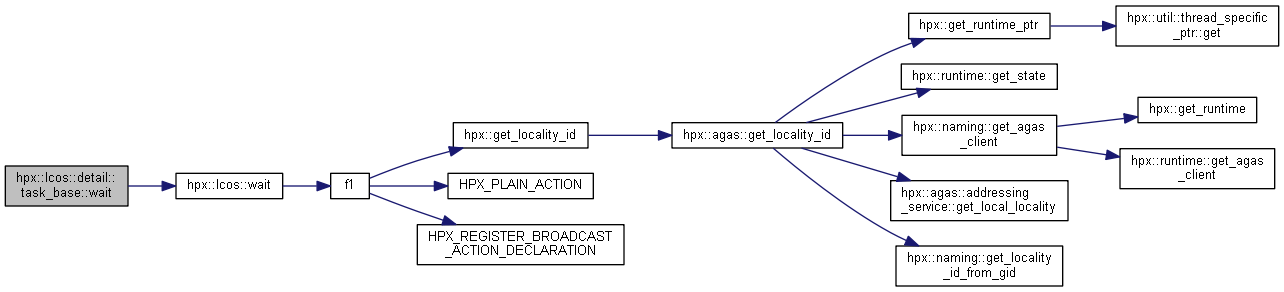 hpx::lcos::detail::
task_base::wait
hpx::lcos::wait
f1
hpx::get_locality_id
HPX_PLAIN_ACTION
HPX_REGISTER_BROADCAST
_ACTION_DECLARATION
hpx::agas::get_locality_id
hpx::get_runtime_ptr
hpx::util::thread_specific
_ptr::get
hpx::runtime::get_state
hpx::naming::get_agas
_client
hpx::get_runtime
hpx::runtime::get_agas
_client
hpx::agas::addressing
_service::get_local_locality
hpx::naming::get_locality
_id_from_gid